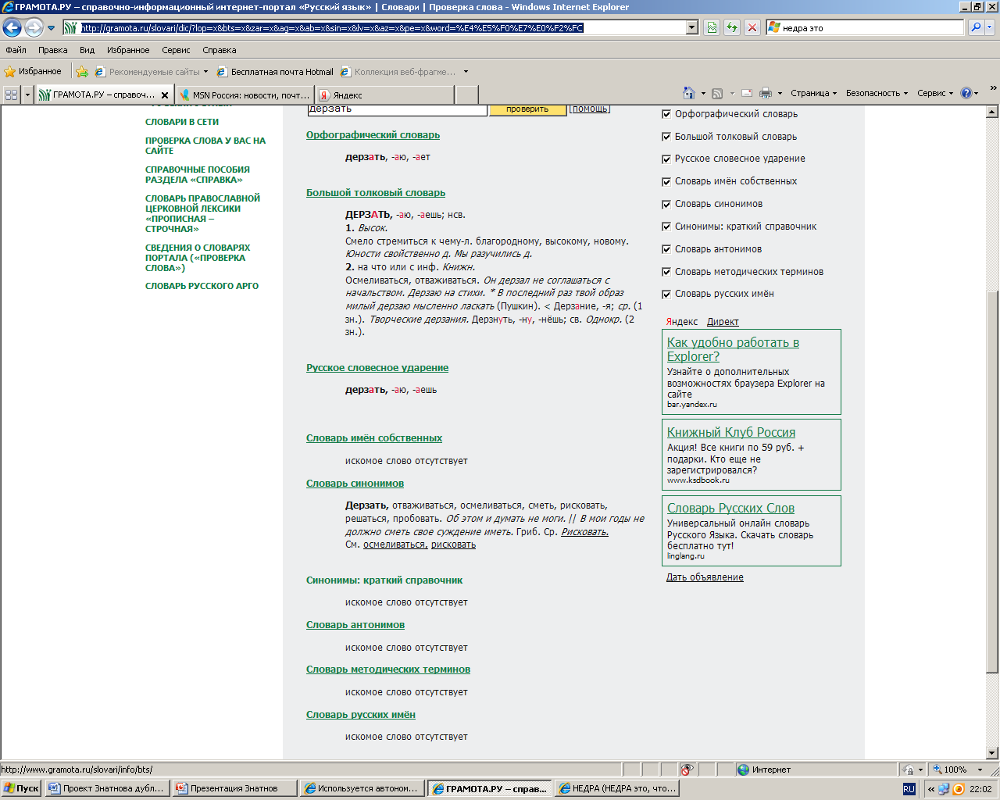 ГРАМОТА.РУ – справочно-информационный интернет-портал «Русский язык» | Словари | Проверка слова - Windows Internet Explorer
http://gramota.ru/slovari/dic/?lop=x&bts=x&zar=x&ag=x&ab=x&sin=x&lv=x&az=x&pe=x&word=%E4%E5%F0%E7%E0%F2%FC
недра это
Файл Правка Вид Избранное Сервис Справка
Избранное Рекомендуемые сайты Бесплатная почта Hotmail Коллекция веб-фрагме...
ГРАМОТА.РУ – справоч... MSN Россия: новости, почт... Яндекс
Страница Безопасность Сервис
СЛОВАРИ В СЕТИ
ПРОВЕРКА СЛОВА У ВАС НА
САЙТЕ
СПРАВОЧНЫЕ ПОСОБИЯ
РАЗДЕЛА «СПРАВКА»
СЛОВАРЬ ПРАВОСЛАВНОЙ
ЦЕРКОВНОЙ ЛЕКСИКИ
«ПРОПИСНАЯ –
СТРОЧНАЯ»
СВЕДЕНИЯ О СЛОВАРЯХ
ПОРТАЛА («ПРОВЕРКА
СЛОВА»)
СЛОВАРЬ РУССКОГО АРГО
дерзать проверить [помощь]
Орфографический словарь
дерзать, -аю, -ает
Большой толковый словарь
ДЕРЗАТЬ, -аю, -аешь; нсв.
1. Высок.
Смело стремиться к чему-л. благородному, высокому, новому.
Юности свойственно д. Мы разучились д.
2. на что или с инф. Книжн.
Осмеливаться, отваживаться. Он дерзал не соглашаться с
начальством. Дерзаю на стихи. * В последний раз твой образ
милый дерзаю мысленно ласкать (Пушкин). < Дерзание, -я; ср. (1
зн.). Творческие дерзания. Дерзнуть, -ну, -нёшь; св. Однокр. (2
зн.).
Русское словесное ударение
дерзать, -аю, -аешь
Словарь имён собственных
искомое слово отсутствует
Словарь синонимов
Дерзать, отваживаться, осмеливаться, сметь, рисковать,
решаться, пробовать. Об этом и думать не моги. || В мои годы не
должно сметь свое суждение иметь. Гриб. Ср. Рисковать.
См. осмеливаться, рисковать
Синонимы: краткий справочник
искомое слово отсутствует
Словарь антонимов
искомое слово отсутствует
Словарь методических терминов
искомое слово отсутствует
Словарь русских имён
искомое слово отсутствует
Орфографический словарь
Большой толковый словарь
Русское словесное ударение
Словарь имён собственных
Словарь синонимов
Синонимы: краткий справочник
Словарь антонимов
Словарь методических терминов
Словарь русских имён
Яндекс Директ
Как удобно работать в
Explorer?
Узнайте о дополнительных
возможностях браузера Explorer на
сайте
bar.yandex.ru
Книжный Клуб Россия
Акция! Все книги по 59 руб. +
подарки. Кто еще не
зарегистрировался?
www.ksdbook.ru
Словарь Русских Слов
Универсальный онлайн словарь
Русского Языка. Скачать словарь
бесплатно тут!
linglang.ru
Дать объявление
http://www.gramota.ru/slovari/info/bts/ Интернет 100%
Пуск Проект Знатнова дубл... Презентация Знатнов Используется автоном... ГРАМОТА.РУ – справ... НЕДРА (НЕДРА это, что... RU 22:02